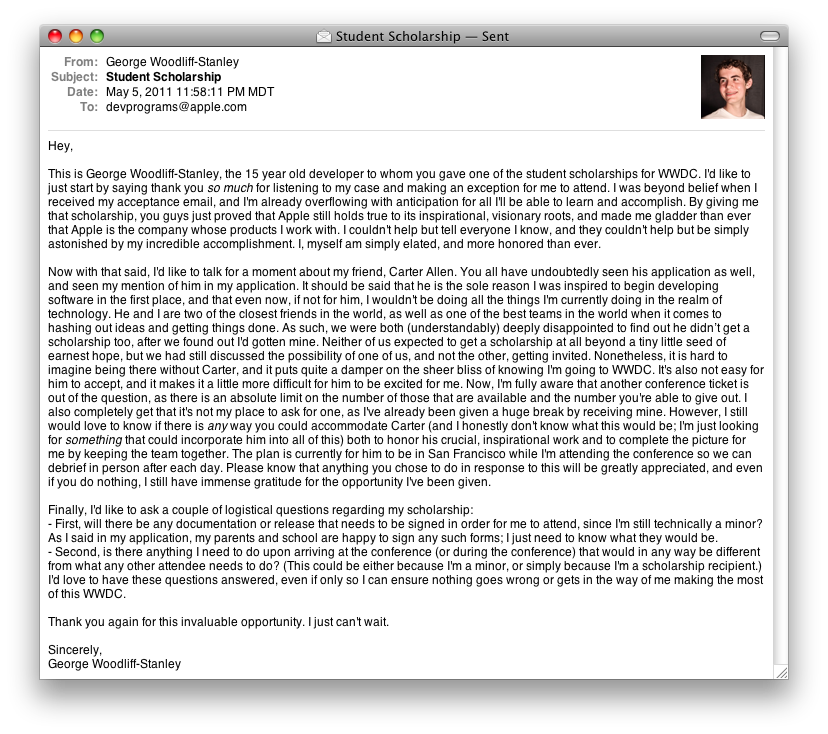 Student Scholarship — Sent
From: George Woodliff-Stanley
Subject: Student Scholarship
Date: May 5, 2011 11:58:11 PM MDT
To: devprograms@apple.com
Hey,
This is George Woodliff-Stanley, the 15 year old developer to whom you gave one of the student scholarships for WWDC. I'd like to
just start by saying thank you so much for listening to my case and making an exception for me to attend. I was beyond belief when I
received my acceptance email, and I'm already overflowing with anticipation for all I'll be able to learn and accomplish. By giving me
that scholarship, you guys just proved that Apple still holds true to its inspirational, visionary roots, and made me gladder than ever
that Apple is the company whose products I work with. I couldn't help but tell everyone I know, and they couldn't help but be simply
astonished by my incredible accomplishment. I, myself am simply elated, and more honored than ever.
Now with that said, I'd like to talk for a moment about my friend, Carter Allen. You all have undoubtedly seen his application as well,
and seen my mention of him in my application. It should be said that he is the sole reason I was inspired to begin developing
software in the first place, and that even now, if not for him, I wouldn't be doing all the things I'm currently doing in the realm of
technology. He and I are two of the closest friends in the world, as well as one of the best teams in the world when it comes to
hashing out ideas and getting things done. As such, we were both (understandably) deeply disappointed to find out he didn't get a
scholarship too, after we found out I'd gotten mine. Neither of us expected to get a scholarship at all beyond a tiny little seed of
earnest hope, but we had still discussed the possibility of one of us, and not the other, getting invited. Nonetheless, it is hard to
imagine being there without Carter, and it puts quite a damper on the sheer bliss of knowing I'm going to WWDC. It's also not easy for
him to accept, and it makes it a little more difficult for him to be excited for me. Now, I'm fully aware that another conference ticket is
out of the question, as there is an absolute limit on the number of those that are available and the number you're able to give out. I
also completely get that it's not my place to ask for one, as I've already been given a huge break by receiving mine. However, I still
would love to know if there is any way you could accommodate Carter (and I honestly don't know what this would be; I'm just looking
for something that could incorporate him into all of this) both to honor his crucial, inspirational work and to complete the picture for
me by keeping the team together. The plan is currently for him to be in San Francisco while I'm attending the conference so we can
debrief in person after each day. Please know that anything you chose to do in response to this will be greatly appreciated, and even
if you do nothing, I still have immense gratitude for the opportunity I've been given.
Finally, I'd like to ask a couple of logistical questions regarding my scholarship:
- First, will there be any documentation or release that needs to be signed in order for me to attend, since I'm still technically a minor?
As I said in my application, my parents and school are happy to sign any such forms; I just need to know what they would be.
- Second, is there anything I need to do upon arriving at the conference (or during the conference) that would in any way be different
from what any other attendee needs to do? (This could be either because I'm a minor, or simply because I'm a scholarship recipient.)
I'd love to have these questions answered, even if only so I can ensure nothing goes wrong or gets in the way of me making the most
of this WWDC.
Thank you again for this invaluable opportunity. I just can't wait.
Sincerely,
George Woodliff-Stanley